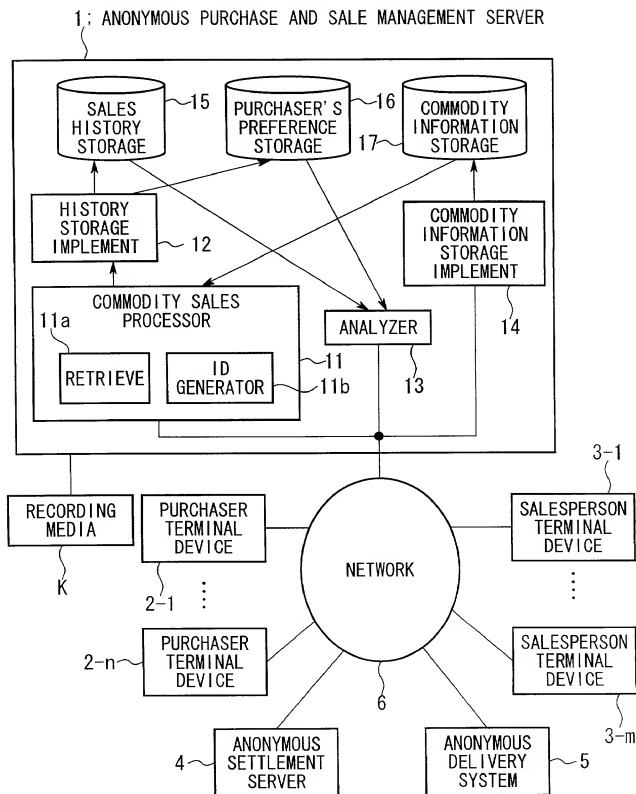 1; ANONYMOUS PURCHASE AND SALE MANAGEMENT SERVER
SALES
HISTORY
STORAGE
15
PURCHASER'S
PREFERENCE
STORAGE
16
COMMODITY
INFORMATION
STORAGE
17
HISTORY
STORAGE
IMPLEMENT
12
COMMODITY
INFORMATION
STORAGE
IMPLEMENT
14
COMMODITY SALES
PROCESSOR
11a
RETRIEVE
ID
GENERATOR
11
11b
ANALYZER
13
RECORDING
MEDIA
K
PURCHASER
TERMINAL
DEVICE
2-1
PURCHASER
TERMINAL
DEVICE
2-n
NETWORK
6
3-1
SALESPERSON
TERMINAL
DEVICE
SALESPERSON
TERMINAL
DEVICE
3-m
4
ANONYMOUS
SETTLEMENT
SERVER
ANONYMOUS
DELIVERY
SYSTEM
5